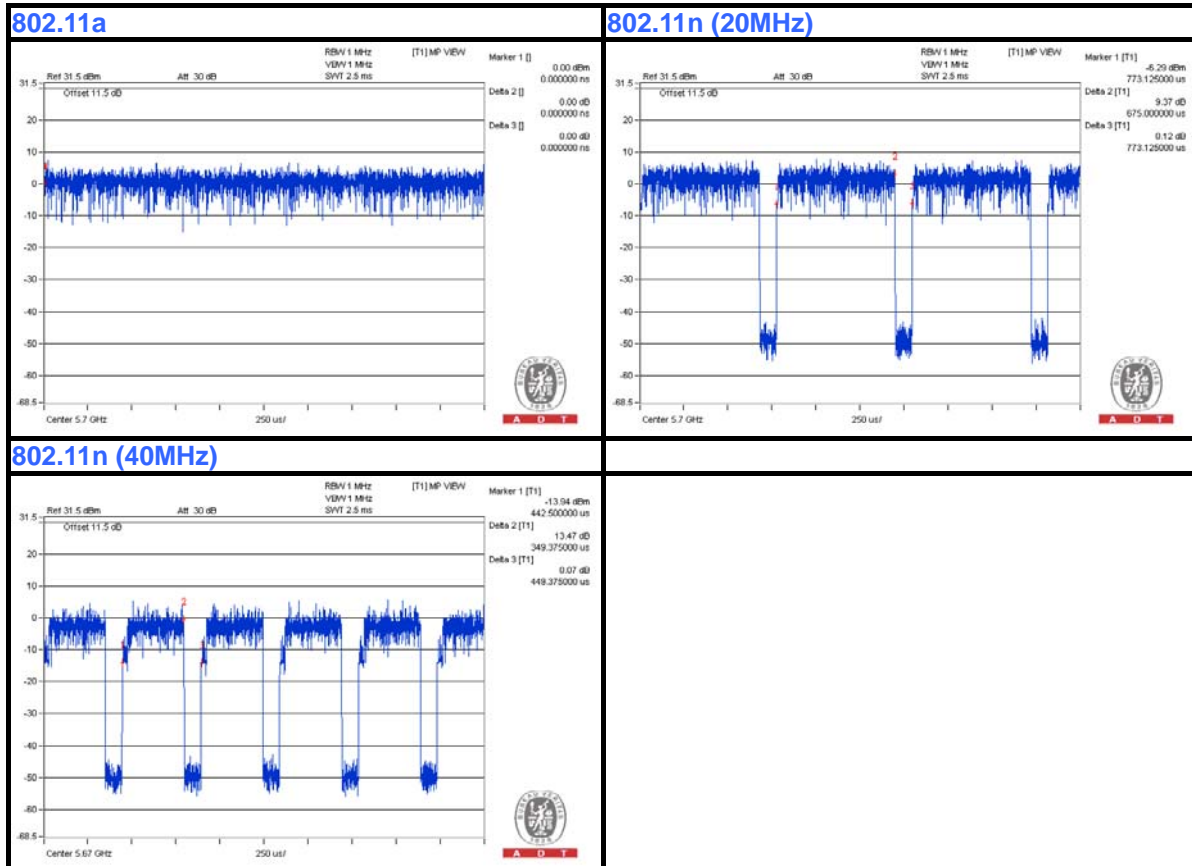 802.11a
RBW 1 MHz
[T1] MP VIEW
Marker 1 []
VBW 1 MHz
0.00 dBm
Ref 31.5 dBm
Att 30 dB
SWT 2.5 ms
0.000000 ns
31.5
Offset 11.5 dB
Delta 2 []
0.00 dB
0.000000 ns
Delta 3 []
0.00 dB
0.000000 ns
20
10
0
-10
-20
-30
-40
-50
-60
-68.5
Center 5.7 GHz
250 us/
BUREAU VERITAS
1828
A D T
802.11n (20MHz)
RBW 1 MHz
[T1] MP VIEW
Marker 1 [T1]
VBW 1 MHz
-6.29 dBm
Ref 31.5 dBm
Att 30 dB
SWT 2.5 ms
773.125000 us
31.5
Offset 11.5 dB
Delta 2 [T1]
9.37 dB
675.000000 us
Delta 3 [T1]
0.12 dB
773.125000 us
20
10
2
0
-10
-20
-30
-40
-50
-60
-68.5
Center 5.7 GHz
250 us/
BUREAU VERITAS
1828
A D T
802.11n (40MHz)
RBW 1 MHz
[T1] MP VIEW
Marker 1 [T1]
VBW 1 MHz
-13.94 dBm
Ref 31.5 dBm
Att 30 dB
SWT 2.5 ms
442.500000 us
31.5
Offset 11.5 dB
Delta 2 [T1]
13.47 dB
349.375000 us
Delta 3 [T1]
0.07 dB
449.375000 us
20
10
2
0
-10
-20
-30
-40
-50
-60
-68.5
Center 5.67 GHz
250 us/
BUREAU VERITAS
1828
A D T